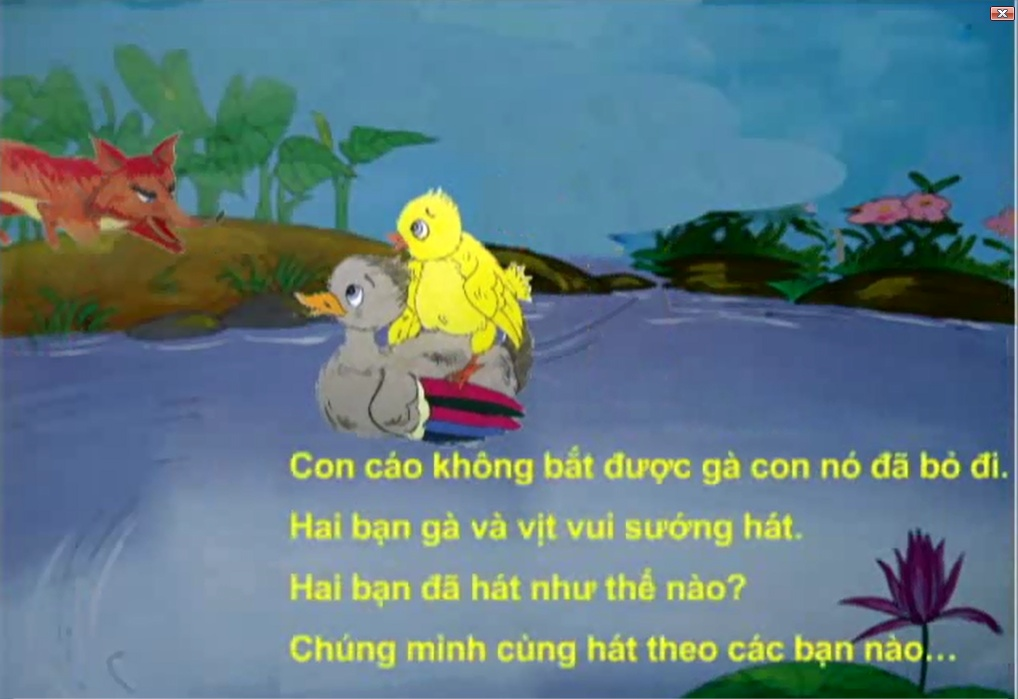 Con cáo không bắt được gà con nó đã bỏ đi.
Hai bạn gà và vịt vui sướng hát.
Hai bạn đã hát như thế nào?
Chúng mình cùng hát theo các bạn nào...